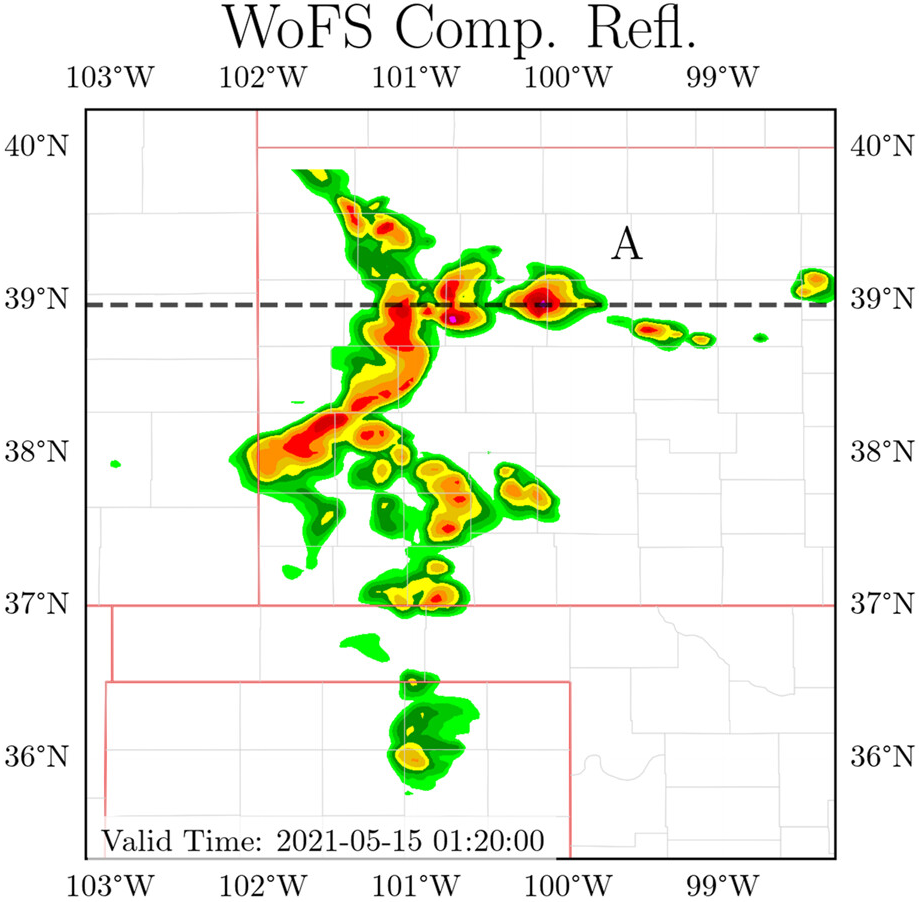 WoFS Comp. Refl.
103°W 102°W 101°W 100°W 99°W
40°N 40°N
A
39°N 39°N
38°N 38°N
37°N 37°N
36°N 36°N
Valid Time: 2021-05-15 01:20:00
103°W 102°W 101°W 100°W 99°W